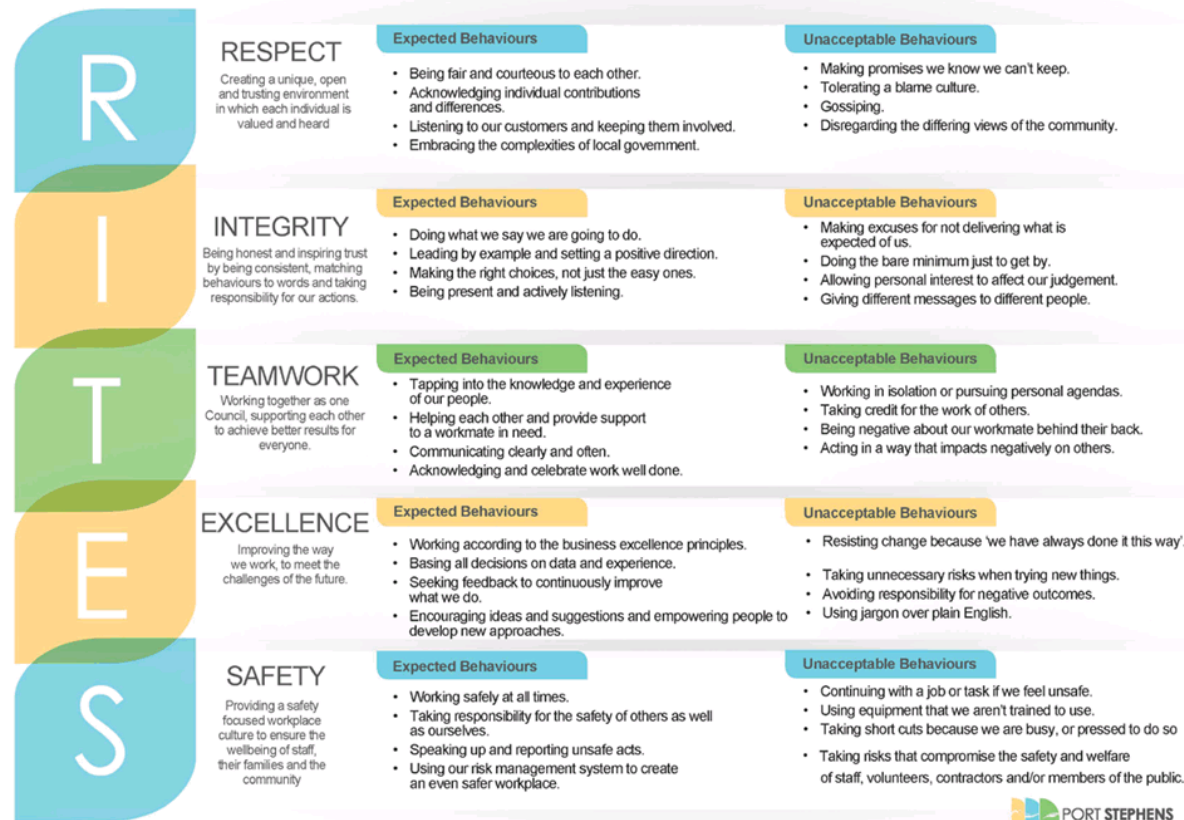 R
RESPECT
Creating a unique, open
and trusting environment
in which each individual is
valued and heard
Expected Behaviours
• Being fair and courteous to each other.
• Acknowledging individual contributions
and differences.
• Listening to our customers and keeping them involved.
• Embracing the complexities of local government.
Unacceptable Behaviours
• Making promises we know we can't keep.
• Tolerating a blame culture.
• Gossiping.
• Disregarding the differing views of the community.
I
INTEGRITY
Being honest and inspiring trust
by being consistent, matching
behaviours to words and taking
responsibility for our actions.
Expected Behaviours
• Doing what we say we are going to do.
• Leading by example and setting a positive direction.
• Making the right choices, not just the easy ones.
• Being present and actively listening.
Unacceptable Behaviours
• Making excuses for not delivering what is
expected of us.
• Doing the bare minimum just to get by.
• Allowing personal interest to affect our judgement.
• Giving different messages to different people.
T
TEAMWORK
Working together as one
Council, supporting each other
to achieve better results for
everyone.
Expected Behaviours
• Tapping into the knowledge and experience
of our people.
• Helping each other and provide support
to a workmate in need.
• Communicating clearly and often.
• Acknowledging and celebrate work well done.
Unacceptable Behaviours
• Working in isolation or pursuing personal agendas.
• Taking credit for the work of others.
• Being negative about our workmate behind their back.
• Acting in a way that impacts negatively on others.
E
EXCELLENCE
Improving the way
we work, to meet the
challenges of the future.
Expected Behaviours
• Working according to the business excellence principles.
• Basing all decisions on data and experience.
• Seeking feedback to continuously improve
what we do.
• Encouraging ideas and suggestions and empowering people to
develop new approaches.
Unacceptable Behaviours
• Resisting change because 'we have always done it this way'.
• Taking unnecessary risks when trying new things.
• Avoiding responsibility for negative outcomes.
• Using jargon over plain English.
S
SAFETY
Providing a safety
focused workplace
culture to ensure the
wellbeing of staff,
their families and the
community
Expected Behaviours
• Working safely at all times.
• Taking responsibility for the safety of others as well
as ourselves.
• Speaking up and reporting unsafe acts.
• Using our risk management system to create
an even safer workplace.
Unacceptable Behaviours
• Continuing with a job or task if we feel unsafe.
• Using equipment that we aren't trained to use.
• Taking short cuts because we are busy, or pressed to do so
• Taking risks that compromise the safety and welfare
of staff, volunteers, contractors and/or members of the public.
PORT STEPHENS